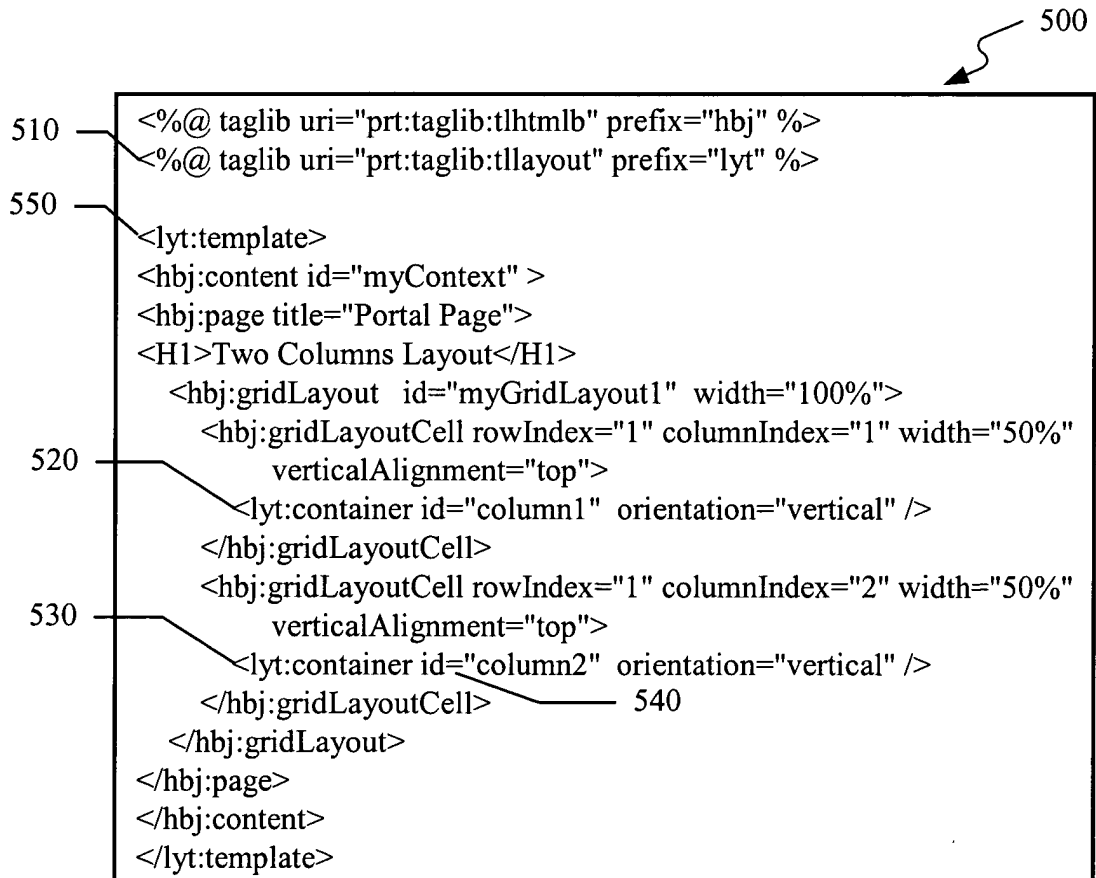 500
510
<%@ taglib uri="prt:taglib:tlhtmlb" prefix="hbj" %>
<%@ taglib uri="prt:taglib:tllayout" prefix="lyt" %>
550
<lyt:template>
<hbj:content id="myContext" >
<hbj:page title="Portal Page">
<H1>Two Columns Layout</H1>
<hbj:gridLayout id="myGridLayout1" width="100%">
<hbj:gridLayoutCell rowIndex="1" columnIndex="1" width="50%"
verticalAlignment="top">
520
<lyt:container id="column1" orientation="vertical" />
</hbj:gridLayoutCell>
<hbj:gridLayoutCell rowIndex="1" columnIndex="2" width="50%"
verticalAlignment="top">
530
<lyt:container id="column2" orientation="vertical" />
</hbj:gridLayoutCell>
540
</hbj:gridLayout>
</hbj:page>
</hbj:content>
</lyt:template>